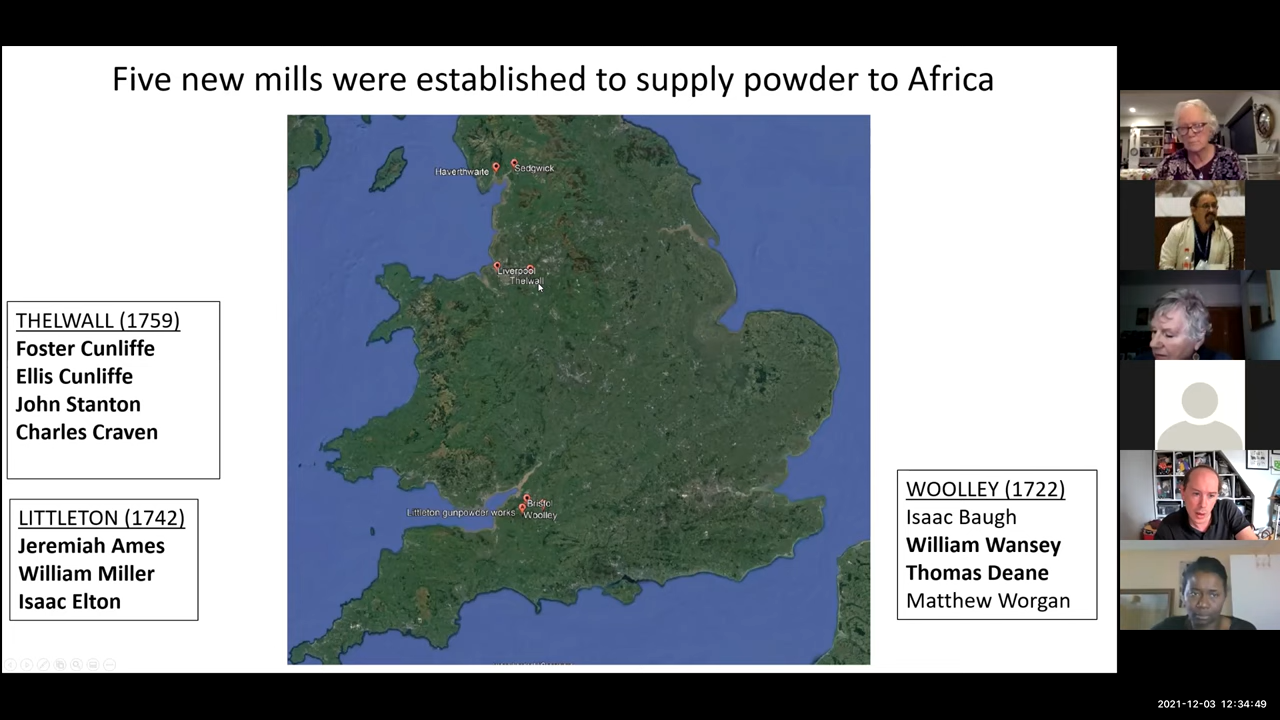 Five new mills were established to supply powder to Africa
Haverthwaite
Sedgwick
Liverpool
Thelwall
THELWALL (1759)
Foster Cunliffe
Ellis Cunliffe
John Stanton
Charles Craven
LITTLETON (1742)
Jeremiah Ames
William Miller
Isaac Elton
Bristol
Littleton gunpowder works
Woolley
WOOLLEY (1722)
Isaac Baugh
William Wansey
Thomas Deane
Matthew Worgan
2021-12-03 12:34:49